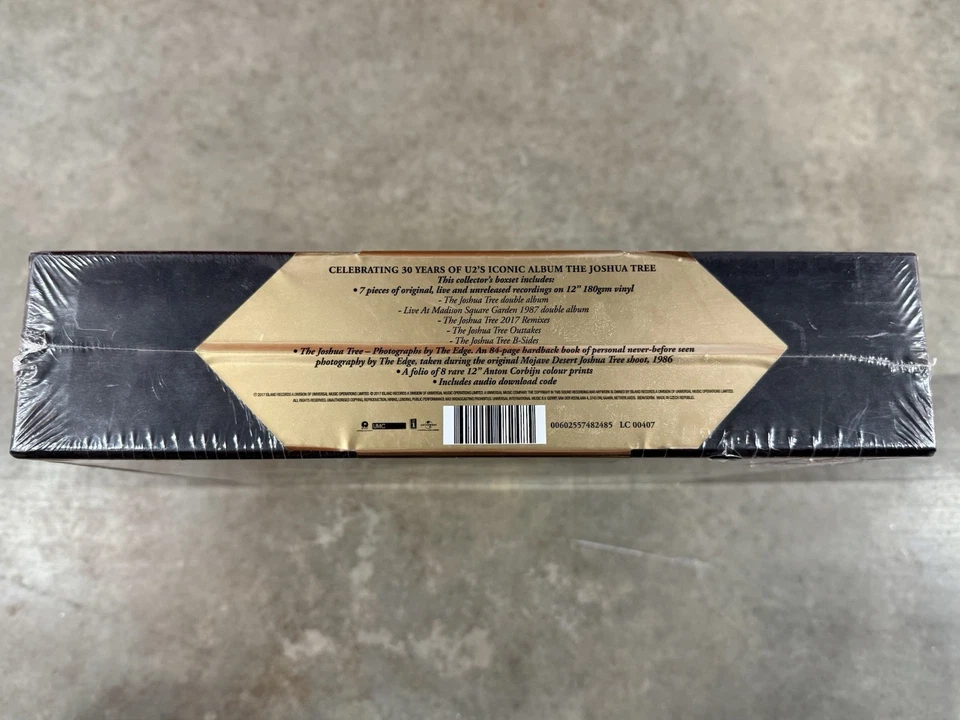 CELEBRATING 30 YEARS OF U2'S ICONIC ALBUM THE JOSHUA TREE
This collector's boxset includes:
• 7 pieces of original, live and unreleased recordings on 12" 180gsm vinyl
- The Joshua Tree double album
- Live At Madison Square Garden 1987 double album
- The Joshua Tree 2017 Remixes
- The Joshua Tree Outtakes
- The Joshua Tree B-Sides
• The Joshua Tree – Photographs by The Edge. An 84-page hardback book of personal never-before seen
photography by The Edge, taken during the original Mojave Desert Joshua Tree shoot, 1986
• A folio of 8 rare 12" Anton Corbijn colour prints
• Includes audio download code
UMC
00602557482485 LC 00407